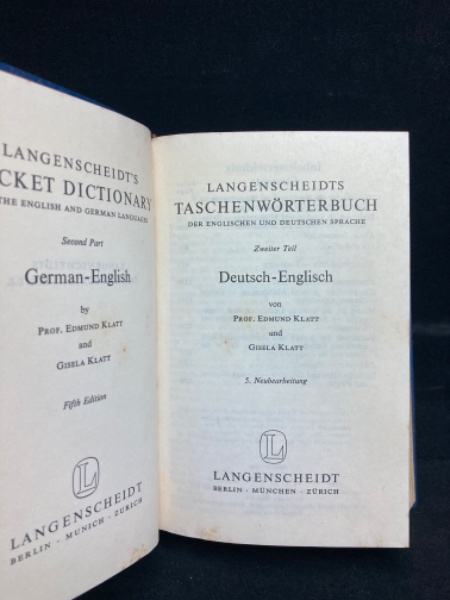 LANGENSCHEIDT'S
CKET DICTIONARY
THE ENGLISH AND GERMAN LANGUAGES
Second Part
German-English
by
PROF. EDMUND KLATT
and
GISELA KLATT
Fifth Edition
L
LANGENSCHEIDT
BERLIN · MUNICH · ZURICH
LANGENSCHEIDTS
TASCHENWÖRTERBUCH
DER ENGLISCHEN UND DEUTSCHEN SPRACHE
Zweiter Teil
Deutsch-Englisch
von
PROF. EDMUND KLATT
und
GISELA KLATT
5. Neubearbeitung
L
LANGENSCHEIDT
BERLIN · MÜNCHEN · ZÜRICH